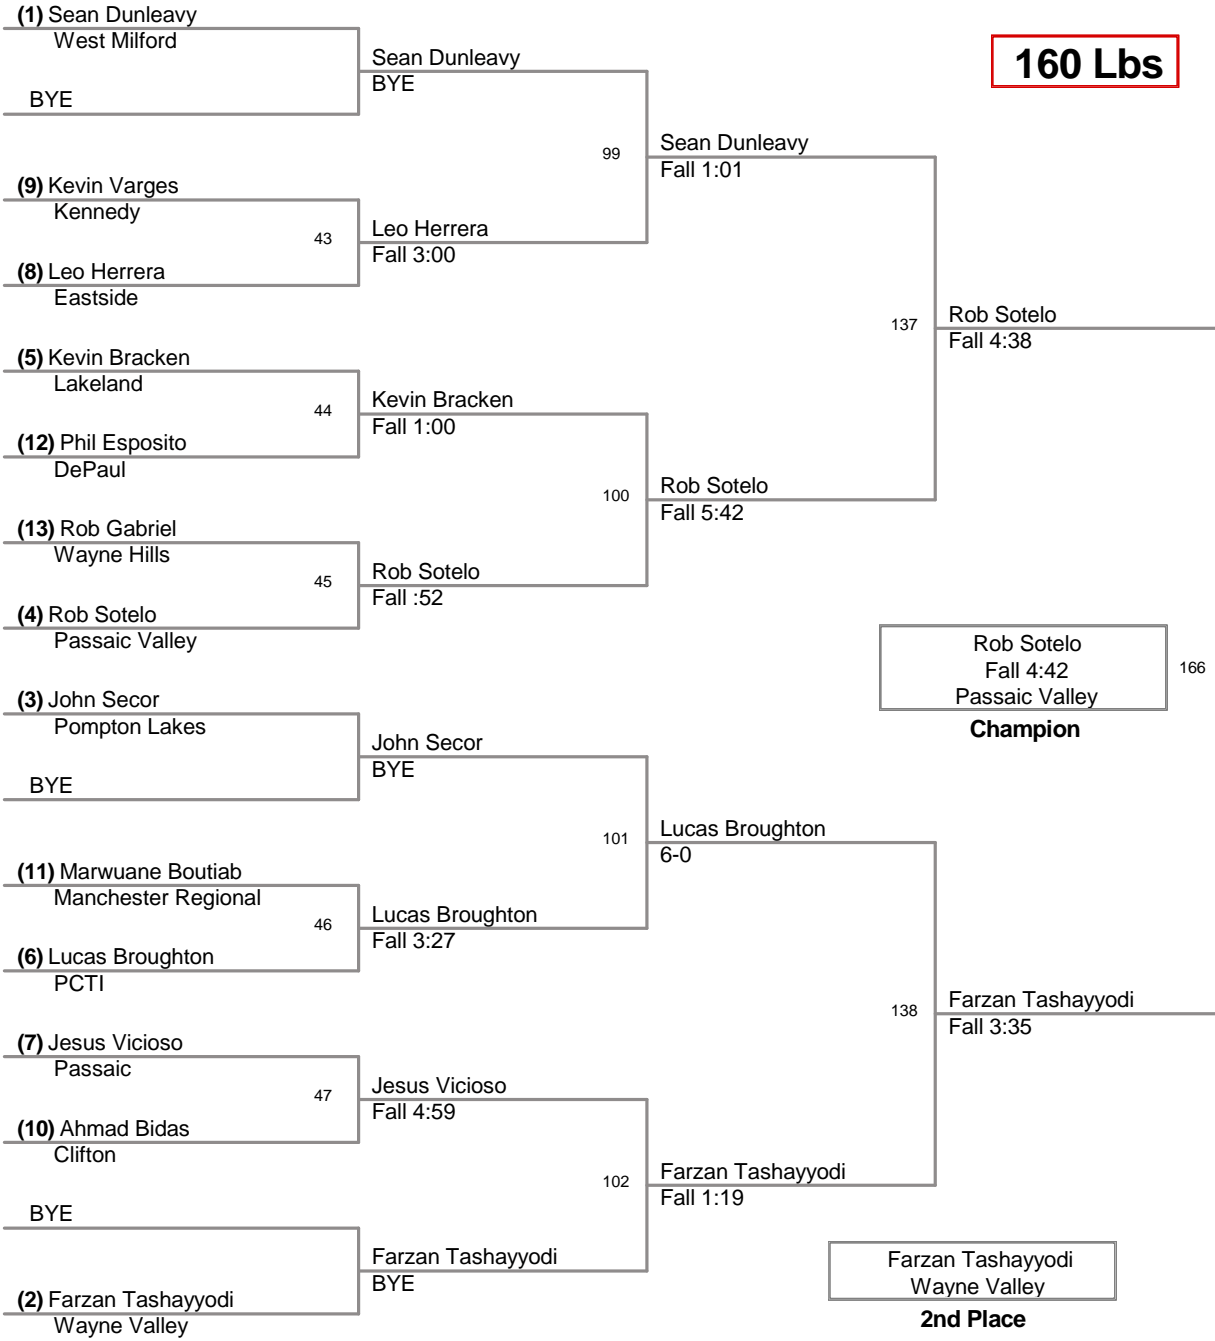 (1) Sean Dunleavy
West Milford
BYE
Sean Dunleavy
BYE
160 Lbs
99
Sean Dunleavy
Fall 1:01
(9) Kevin Varges
Kennedy
43
Leo Herrera
Fall 3:00
(8) Leo Herrera
Eastside
137
Rob Sotelo
Fall 4:38
(5) Kevin Bracken
Lakeland
44
Kevin Bracken
Fall 1:00
(12) Phil Esposito
DePaul
100
Rob Sotelo
Fall 5:42
(13) Rob Gabriel
Wayne Hills
45
Rob Sotelo
Fall :52
(4) Rob Sotelo
Passaic Valley
Rob Sotelo
Fall 4:42
Passaic Valley
166
Champion
(3) John Secor
Pompton Lakes
John Secor
BYE
BYE
101
Lucas Broughton
6-0
(11) Marwuane Boutiab
Manchester Regional
46
Lucas Broughton
Fall 3:27
(6) Lucas Broughton
PCTI
138
Farzan Tashayyodi
Fall 3:35
(7) Jesus Vicioso
Passaic
47
Jesus Vicioso
Fall 4:59
(10) Ahmad Bidas
Clifton
102
Farzan Tashayyodi
Fall 1:19
BYE
Farzan Tashayyodi
BYE
(2) Farzan Tashayyodi
Wayne Valley
Farzan Tashayyodi
Wayne Valley
2nd Place